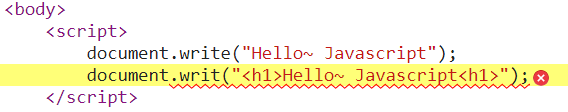 <body>
<script>
document.write("Hello~ Javascript");
document.writ("<h1>Hello~ Javascript<h1>");
</script>